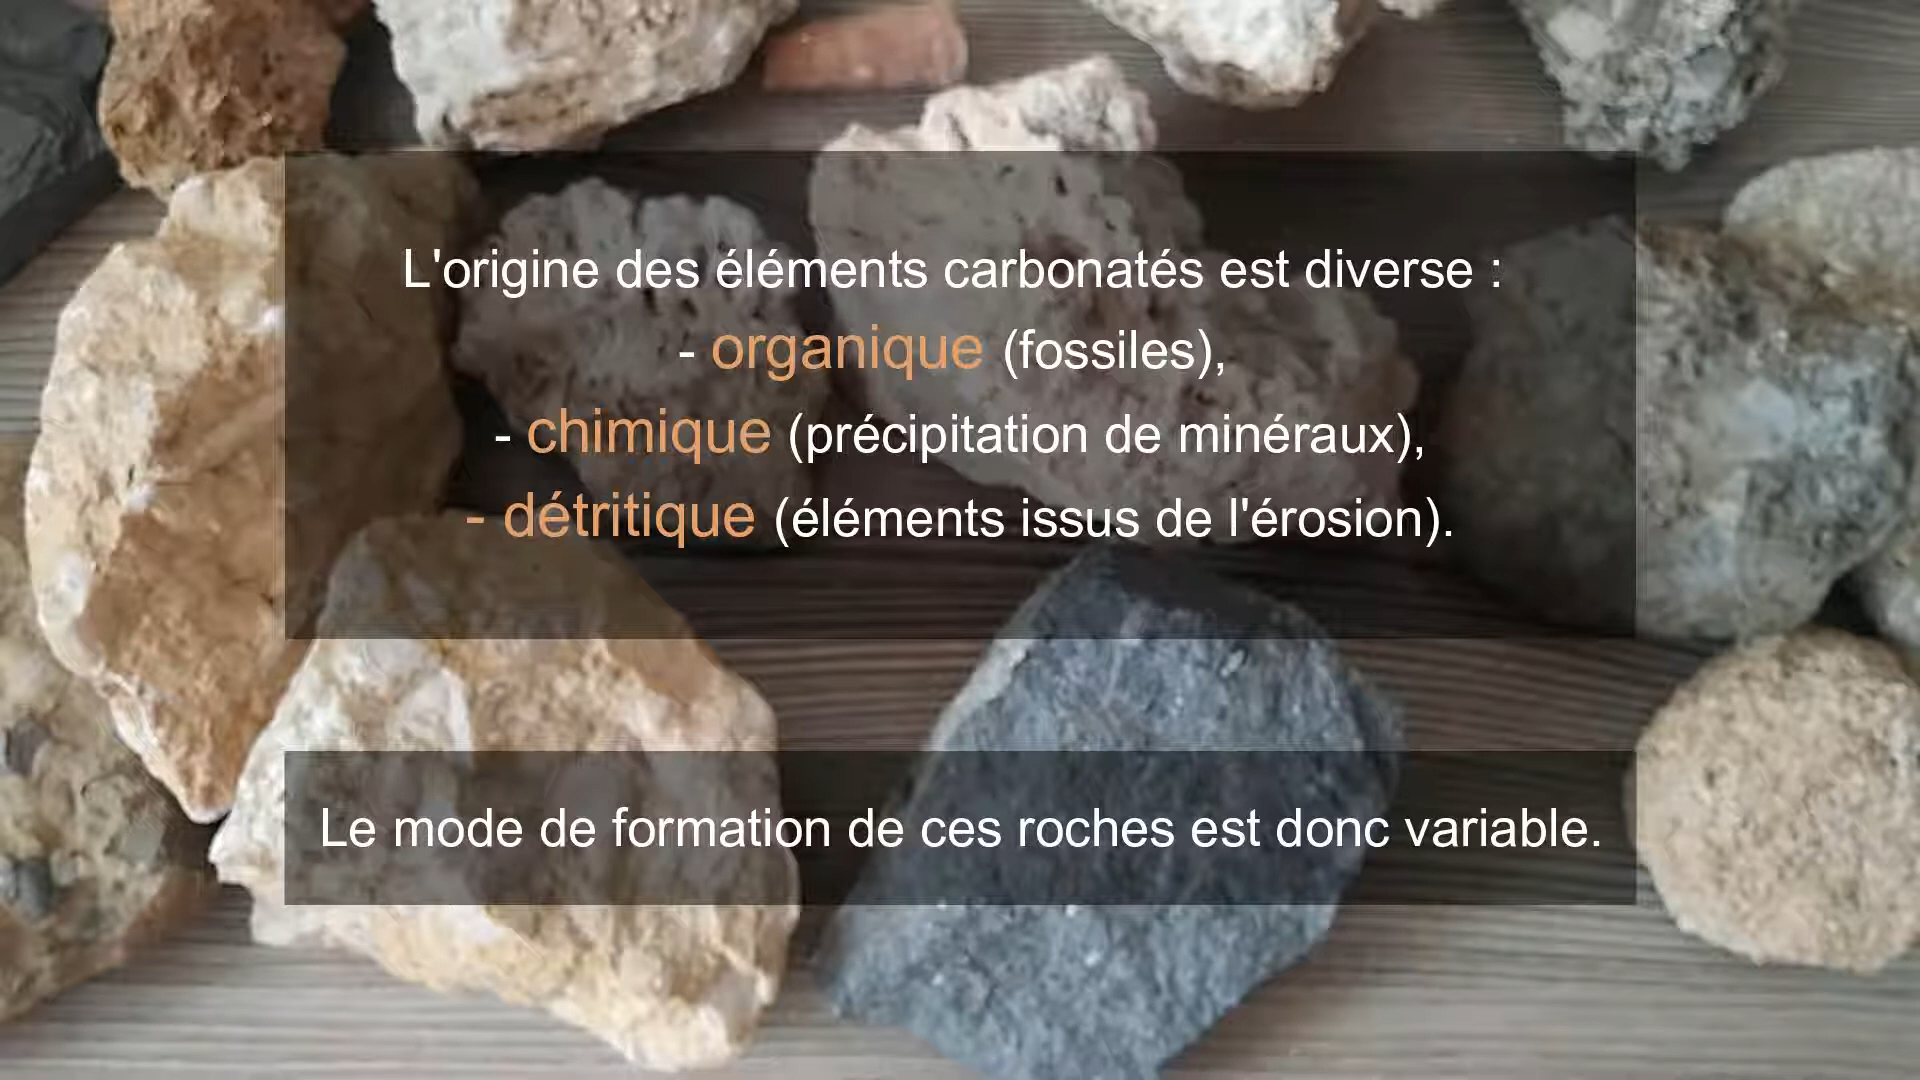 L'origine des éléments carbonatés est diverse :
- organique (fossiles),
- chimique (précipitation de minéraux),
- détritique (éléments issus de l'érosion).
Le mode de formation de ces roches est donc variable.